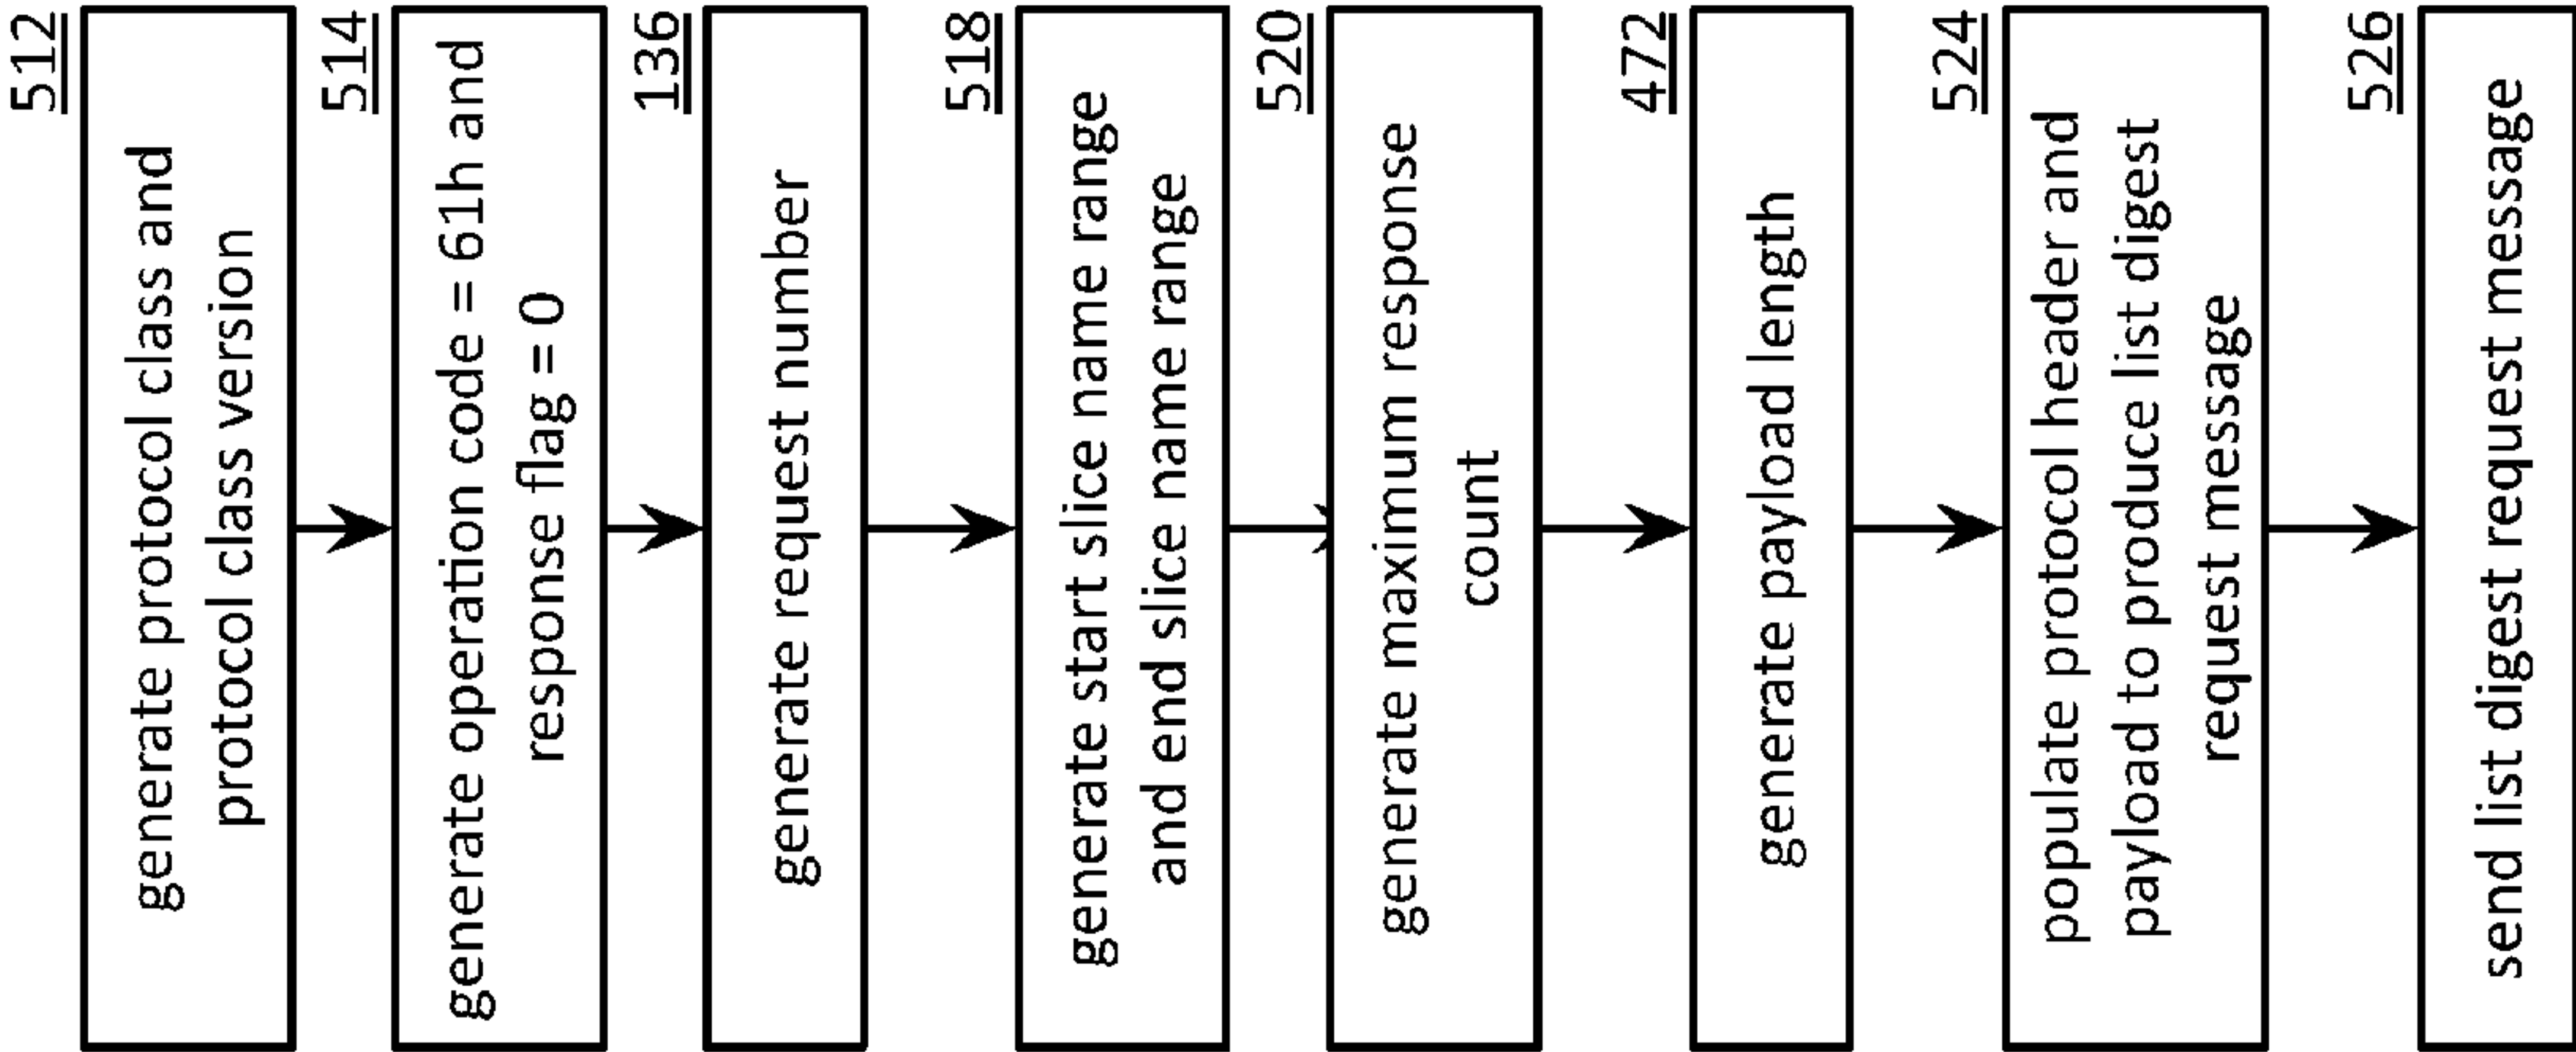 512
generate protocol class and
protocol class version
514
generate operation code = 61h and
response flag = 0
136
generate request number
518
generate start slice name range
and end slice name range
520
generate maximum response
count
472
generate payload length
524
populate protocol header and
payload to produce list digest
request message
526
send list digest request message